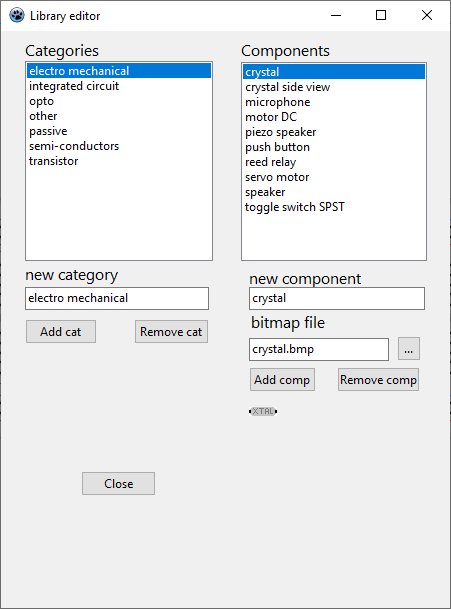 Library editor
Categories
electro mechanical
integrated circuit
opto
other
passive
semi-conductors
transistor
Components
crystal
crystal side view
microphone
motor DC
piezo speaker
push button
reed relay
servo motor
speaker
toggle switch SPST
new category
electro mechanical
Add cat
Remove cat
new component
crystal
bitmap file
crystal.bmp
...
Add comp
Remove comp
XTAL
Close